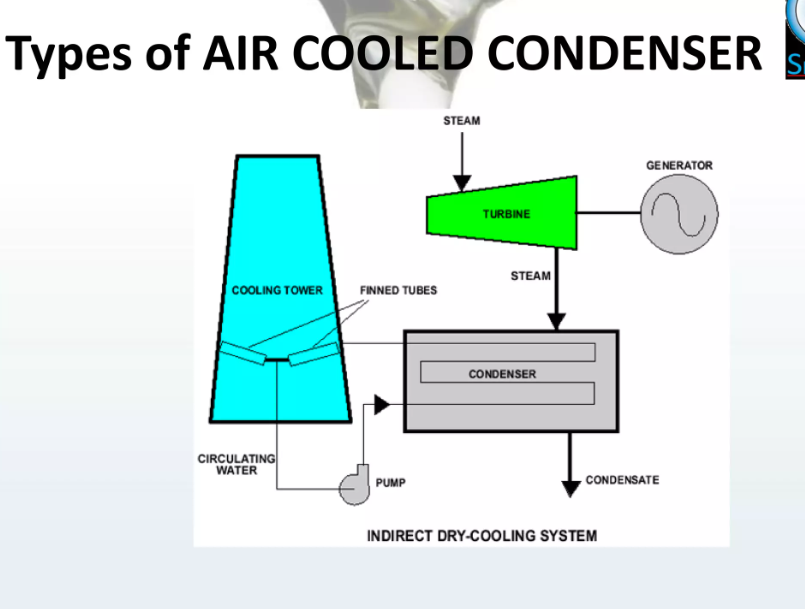 Types of AIR COOLED CONDENSER
STEAM
GENERATOR
TURBINE
STEAM
COOLING TOWER
FINNED TUBES
CONDENSER
CIRCULATING
WATER
PUMP
CONDENSATE
INDIRECT DRY-COOLING SYSTEM